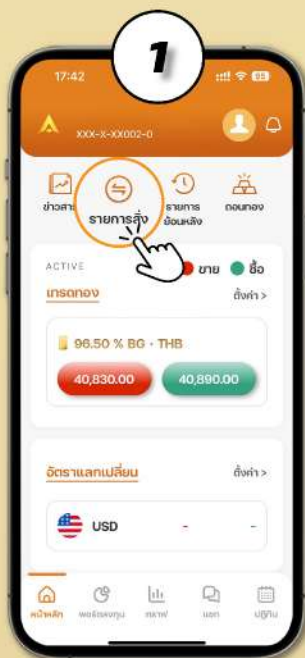 1
17:42
95
XXX-X-XX002-0
ข่าวสาร
รายการสั่ง
รายการ
ย้อนหลัง
ถอนทอง
ACTIVE
ขาย
ซื้อ
เทรดทอง
ตั้งค่า >
96.50 % BG - THB
40,830.00
40,890.00
อัตราแลกเปลี่ยน
ตั้งค่า >
USD
-
-
หน้าหลัก
พอร์ตลงทุน
กราฟ
แชท
ปฏิทิน